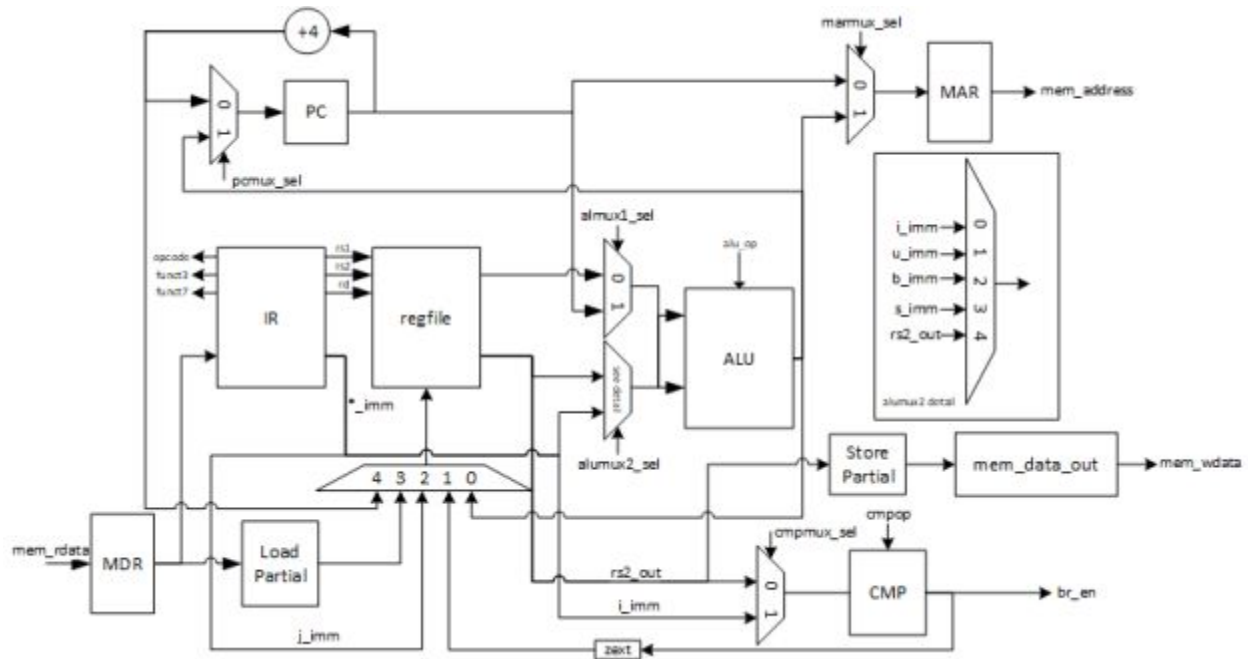 +4
marmux_sel
0
1
PC
0
1
MAR
mem_address
pcmux_sel
almux1_sel
alu_op
opcode
funct3
funct7
IR
rs1
rs2
rd
regfile
0
1
ALU
i_imm
u_imm
b_imm
s_imm
rs2_out
0
1
2
3
4
alumux2 detail
*_imm
see detail
alumux2_sel
4 3 2 1 0
Store
Partial
mem_data_out
mem_wdata
mem_rdata
MDR
Load
Partial
cmpmux_sel
cmpop
rs2_out
0
1
CMP
br_en
i_imm
j_imm
zext